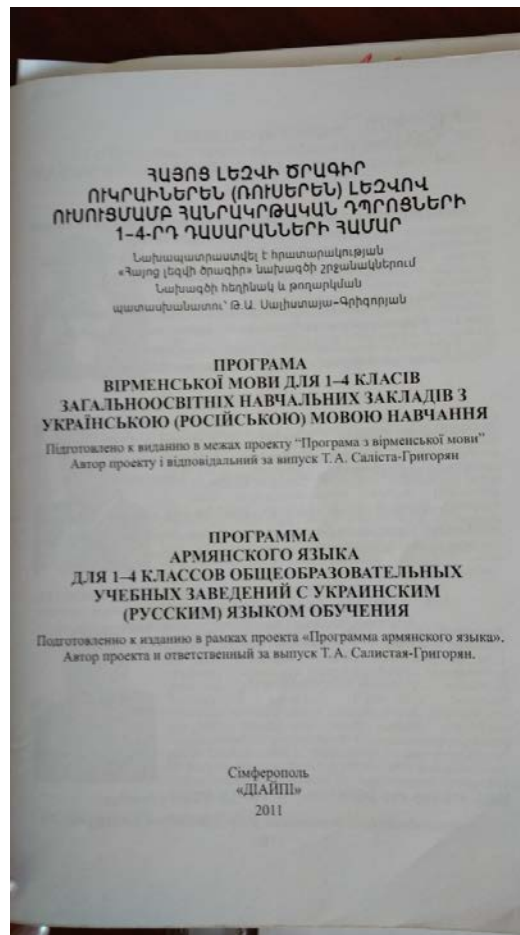 ՀԱՅՈՑ ԼԵԶՎԻ ԾՐԱԳԻՐ
ՈՒԿՐԱԻՆԵՐԵՆ (ՌՈՒՍԵՐԵՆ) ԼԵԶՎՈՎ
ՈՒՍՈՒՑՄԱՄԲ ՀԱՆՐԱԿՐԹԱԿԱՆ ԴՊՐՈՑՆԵՐԻ
1–4-ՐԴ ԴԱՍԱՐԱՆՆԵՐԻ ՀԱՄԱՐ
Նախապատրաստվել է հրատարակության
«Հայոց լեզվի ծրագիր» նախագծի շրջանակներում
Նախագծի հեղինակ և թողարկման
պատասխանատու՝ Թ.Ա. Սալիստայա–Գրիգորյան
ПРОГРАМА
ВІРМЕНСЬКОЇ МОВИ ДЛЯ 1–4 КЛАСІВ
ЗАГАЛЬНООСВІТНІХ НАВЧАЛЬНИХ ЗАКЛАДІВ З
УКРАЇНСЬКОЮ (РОСІЙСЬКОЮ) МОВОЮ НАВЧАННЯ
Підготовлено к виданню в межах проекту “Програма з вірменської мови”
Автор проекту і відповідальний за випуск Т. А. Саліста-Григорян
ПРОГРАММА
АРМЯНСКОГО ЯЗЫКА
ДЛЯ 1–4 КЛАССОВ ОБЩЕОБРАЗОВАТЕЛЬНЫХ
УЧЕБНЫХ ЗАВЕДЕНИЙ С УКРАИНСКИМ
(РУССКИМ) ЯЗЫКОМ ОБУЧЕНИЯ
Подготовленно к изданию в рамках проекта «Программа армянского языка».
Автор проекта и ответственный за выпуск Т. А. Салистая-Григорян.
Сімферополь
«ДІАЙПІ»
2011